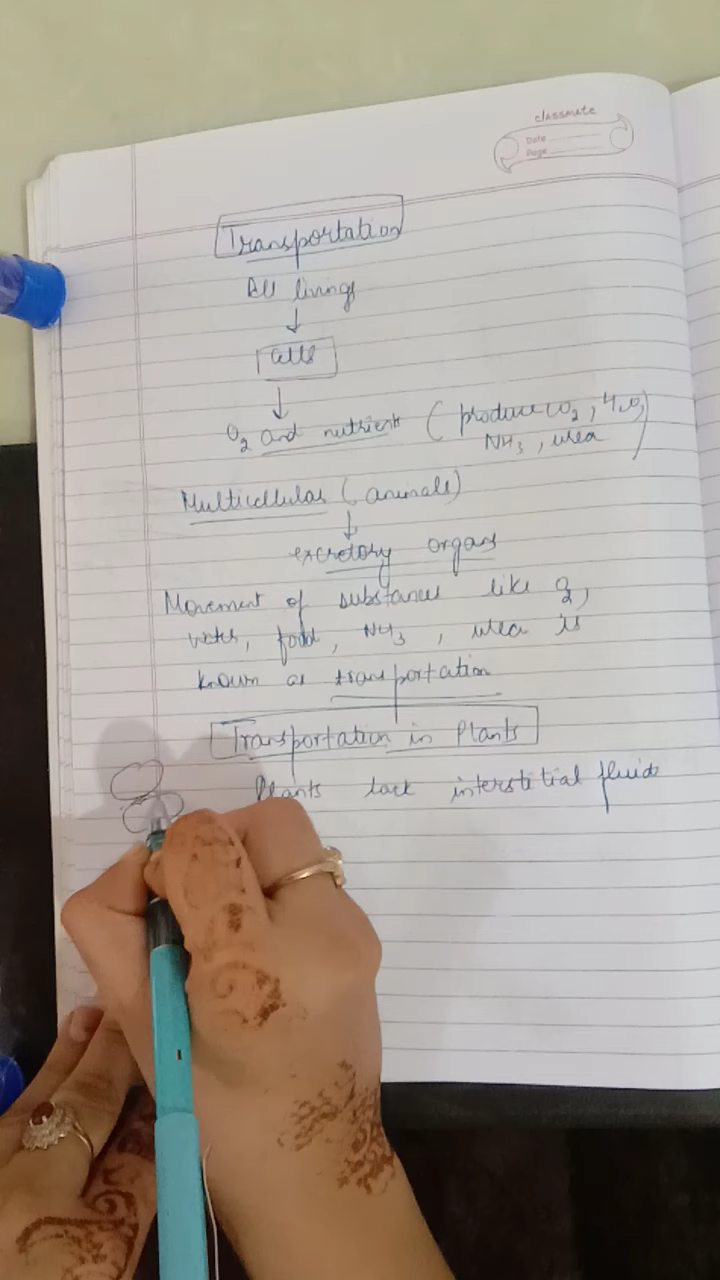 classmate
Date
Page
Transportation
All livings
↓
cells
↓
O2 and nutrient (produce CO2, H2O,
NH3, urea)
Multicellular (animals)
↓
excretory organs
Movement of substances like O2,
water, food, NH3, urea is
known as transportation
Transportation in Plants
Plants lack interstitial fluids